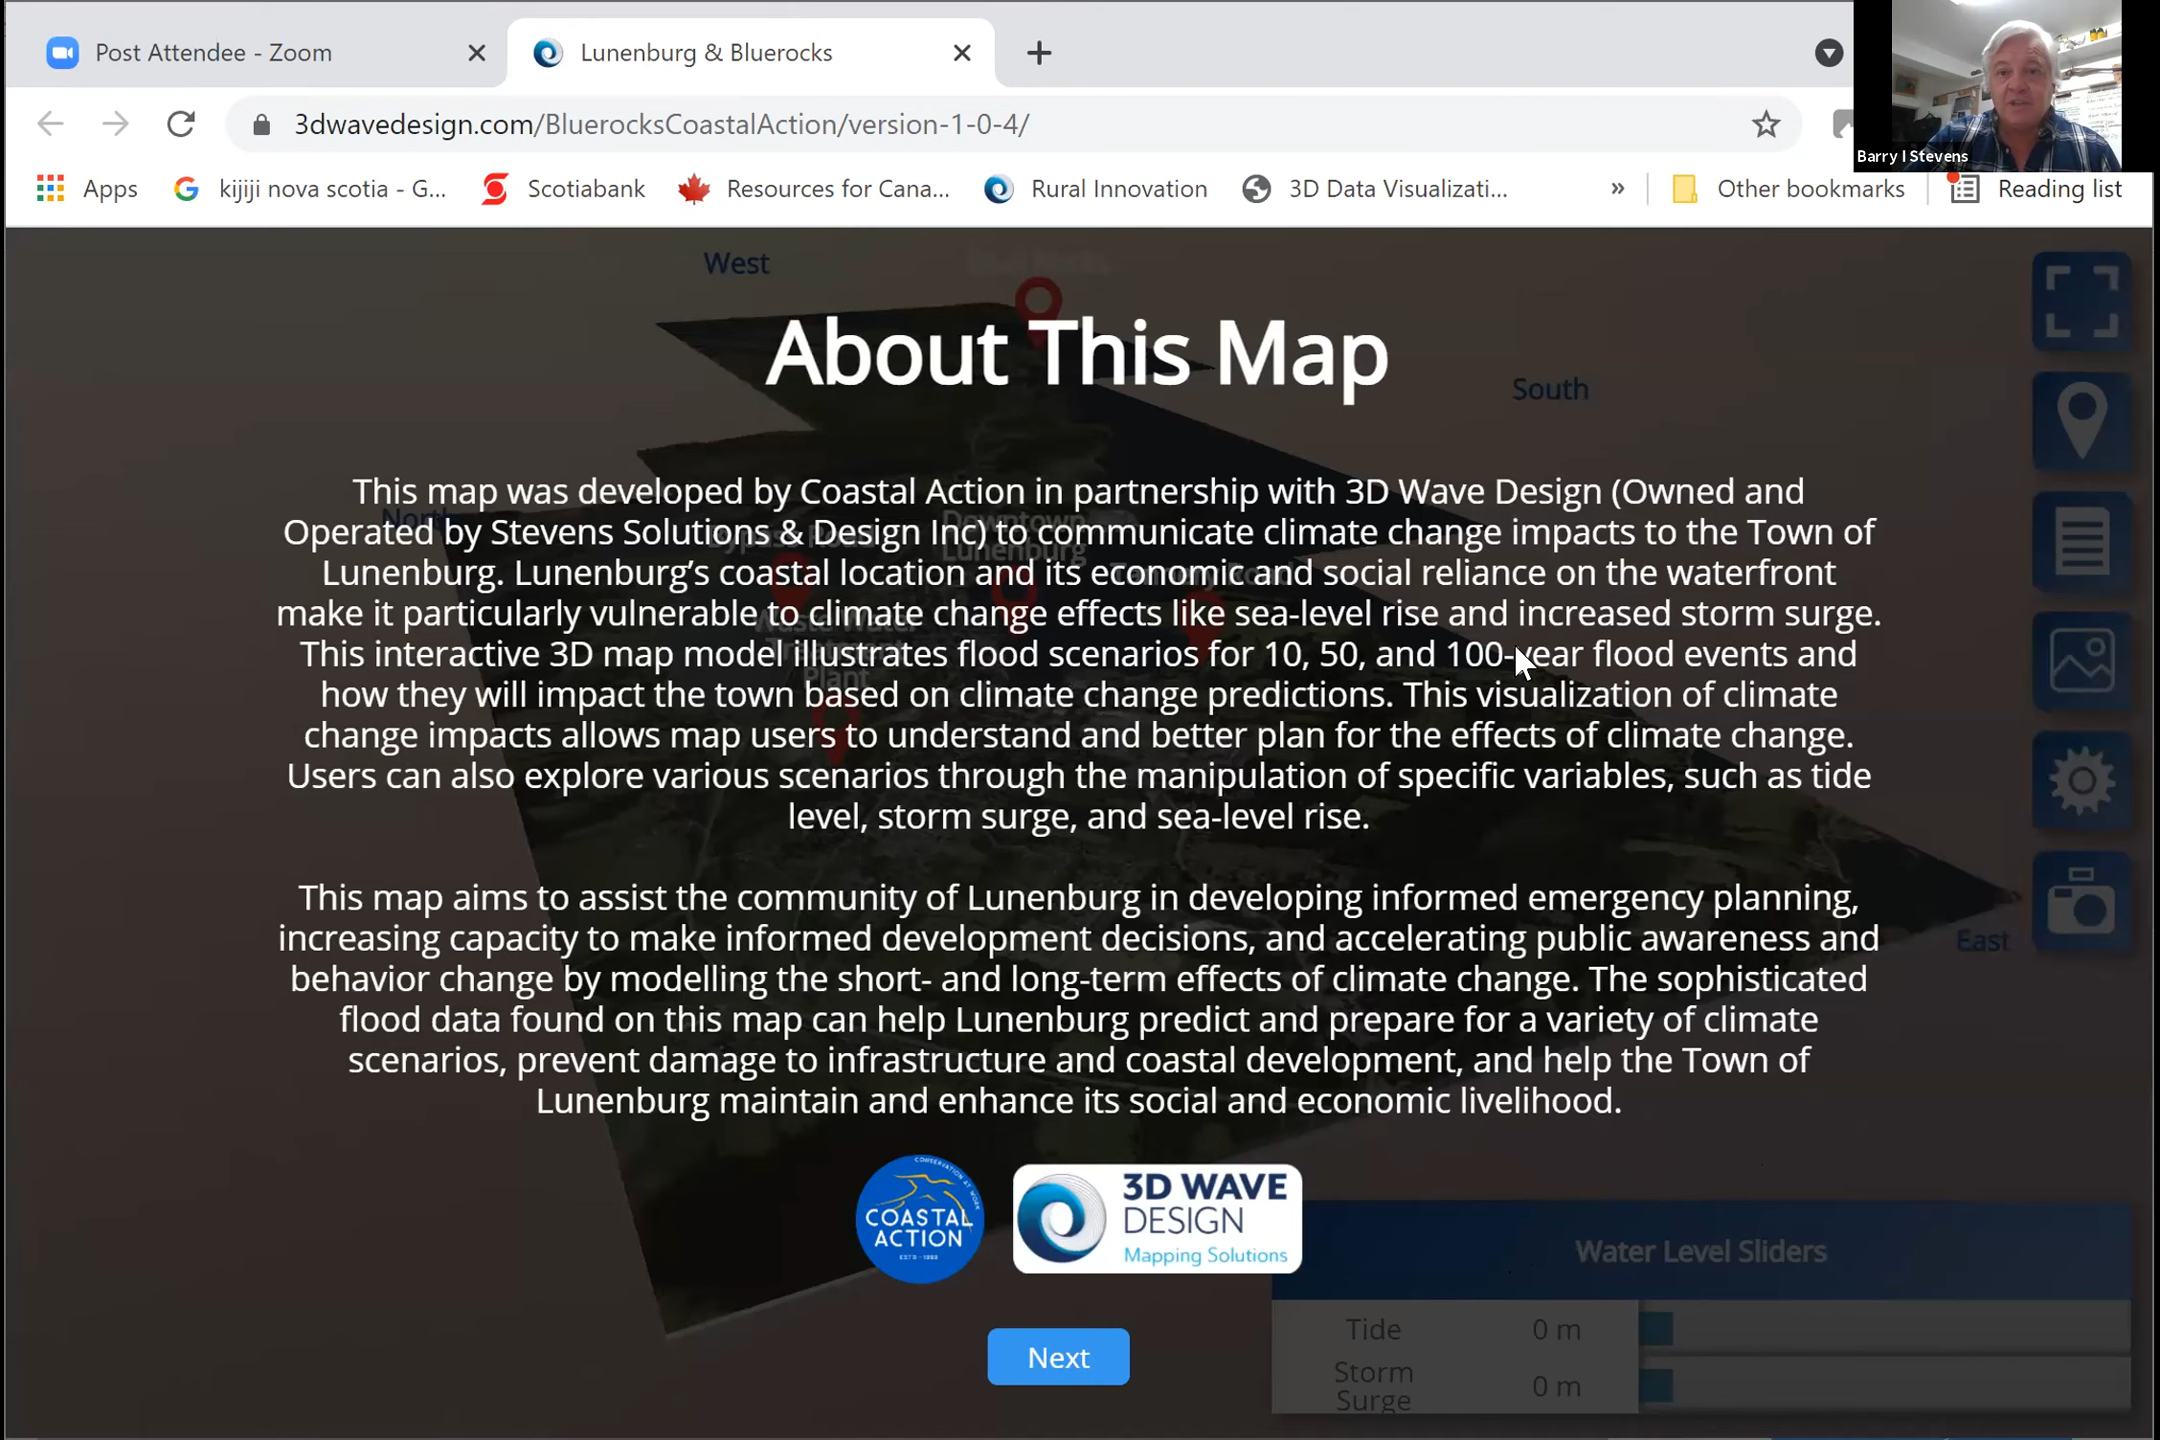 Post Attendee - Zoom
Lunenburg & Bluerocks
3dwavedesign.com/BluerocksCoastalAction/version-1-0-4/
Barry I Stevens
Apps
kijiji nova scotia - G...
Scotiabank
Resources for Cana...
Rural Innovation
3D Data Visualizati...
»
Other bookmarks
Reading list
West
About This Map
South
North
This map was developed by Coastal Action in partnership with 3D Wave Design (Owned and
Operated by Stevens Solutions & Design Inc) to communicate climate change impacts to the Town of
Lunenburg. Lunenburg’s coastal location and its economic and social reliance on the waterfront
make it particularly vulnerable to climate change effects like sea-level rise and increased storm surge.
This interactive 3D map model illustrates flood scenarios for 10, 50, and 100-year flood events and
how they will impact the town based on climate change predictions. This visualization of climate
change impacts allows map users to understand and better plan for the effects of climate change.
Users can also explore various scenarios through the manipulation of specific variables, such as tide
level, storm surge, and sea-level rise.
Downtown
Lunenburg
Waste Water
Treatment
Plant
This map aims to assist the community of Lunenburg in developing informed emergency planning,
increasing capacity to make informed development decisions, and accelerating public awareness and
behavior change by modelling the short- and long-term effects of climate change. The sophisticated
flood data found on this map can help Lunenburg predict and prepare for a variety of climate
scenarios, prevent damage to infrastructure and coastal development, and help the Town of
Lunenburg maintain and enhance its social and economic livelihood.
East
CONSERVATION AT WORK
COASTAL
ACTION
3D WAVE
DESIGN
Mapping Solutions
Water Level Sliders
Tide 0 m
Storm
Surge 0 m
Next